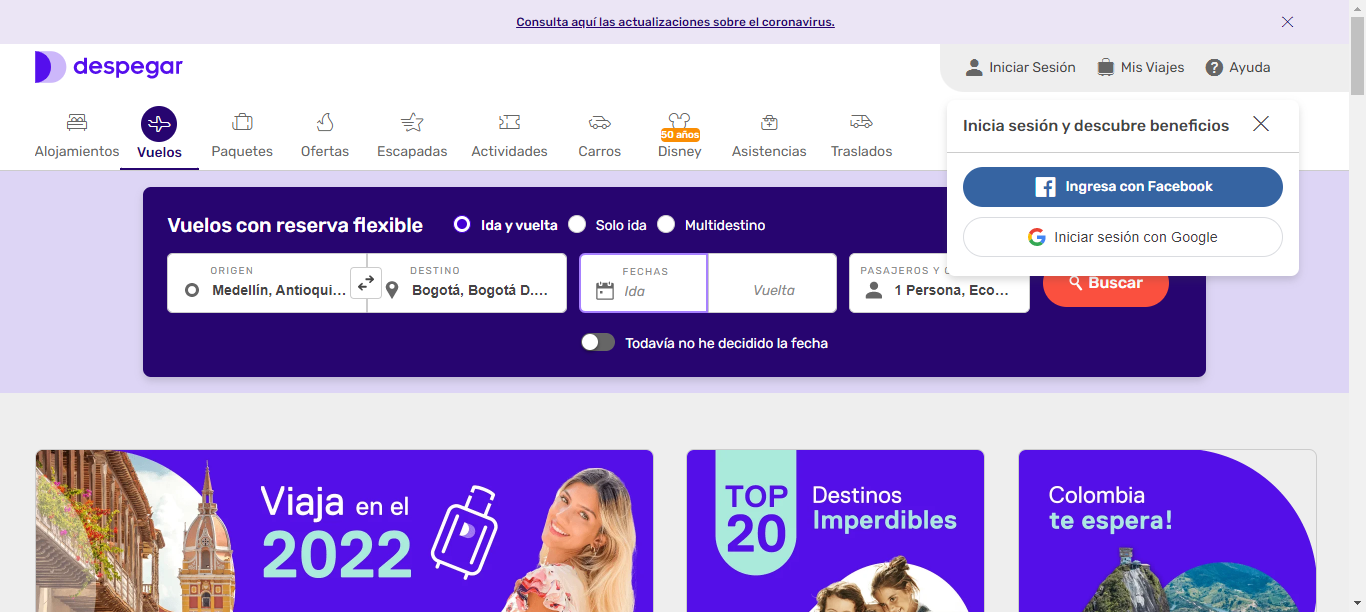 Consulta aquí las actualizaciones sobre el coronavirus.
despegar
Iniciar Sesión
Mis Viajes
Ayuda
Alojamientos
Vuelos
Paquetes
Ofertas
Escapadas
Actividades
Carros
50 años
Disney
Asistencias
Traslados
Inicia sesión y descubre beneficios
Ingresa con Facebook
Iniciar sesión con Google
Vuelos con reserva flexible
Ida y vuelta
Solo ida
Multidestino
ORIGEN
Medellín, Antioqui...
DESTINO
Bogotá, Bogotá D....
FECHAS
Ida
Vuelta
PASAJEROS Y
1 Persona, Eco...
Buscar
Todavía no he decidido la fecha
Viaja en el
2022
TOP
20
Destinos
Imperdibles
Colombia
te espera!